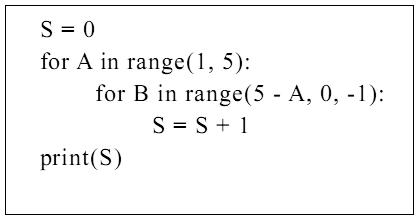 S = 0
for A in range(1, 5):
for B in range(5 - A, 0, -1):
S = S + 1
print(S)